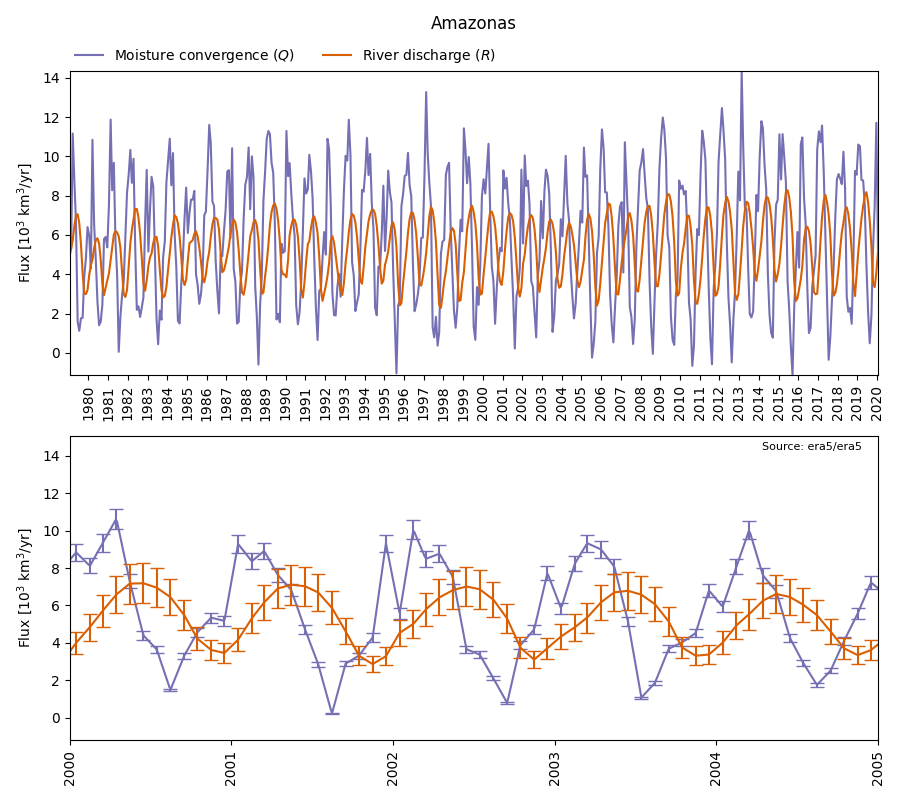 Amazonas
Moisture convergence (Q) River discharge (R)
14
12
10
8
6
4
2
0
Flux [10³ km³/yr]
1980 1981 1982 1983 1984 1985 1986 1987 1988 1989 1990 1991 1992 1993 1994 1995 1996 1997 1998 1999 2000 2001 2002 2003 2004 2005 2006 2007 2008 2009 2010 2011 2012 2013 2014 2015 2016 2017 2018 2019 2020
Source: era5/era5
14
12
10
8
6
4
2
0
Flux [10³ km³/yr]
2000 2001 2002 2003 2004 2005